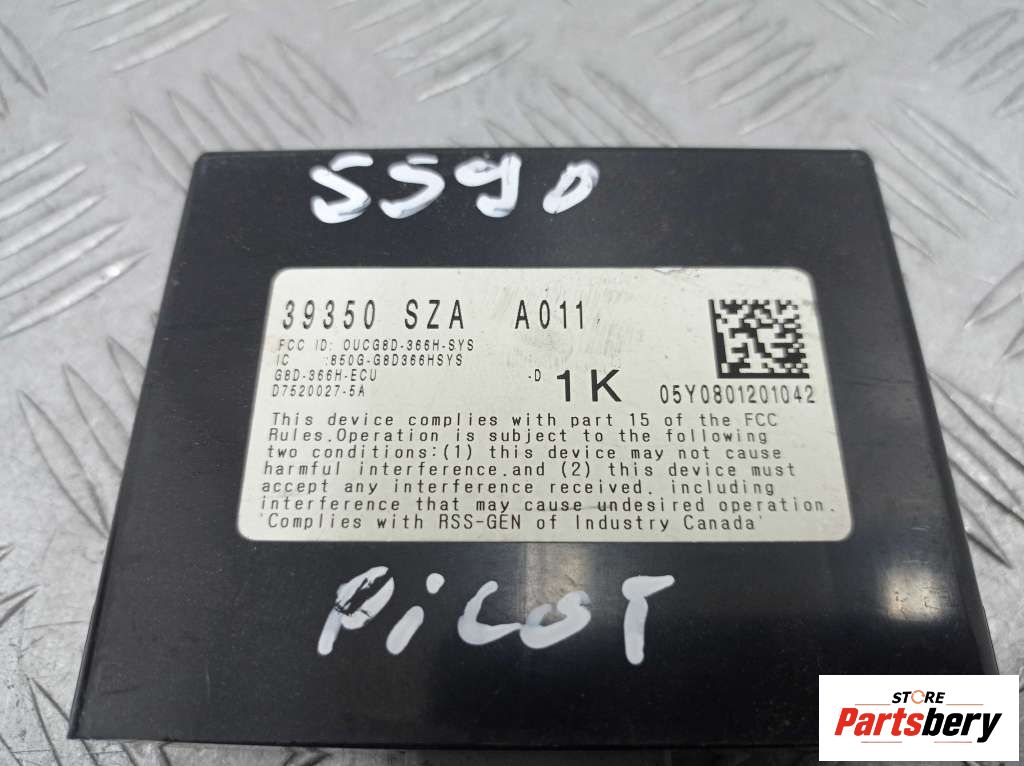 5590
39350 SZA A011
FCC ID: OUCG8D-366H-SYS
IC :850G-G8D366HSYS
G8D-366H-ECU
D7520027-5A
-D 1K
05Y0801201042
This device complies with part 15 of the FCC
Rules.Operation is subject to the following
two conditions:(1) this device may not cause
harmful interference.and (2) this device must
accept any interference received, including
interference that may cause undesired operation.
'Complies with RSS-GEN of Industry Canada'
PiLOT
STORE
Partsbery